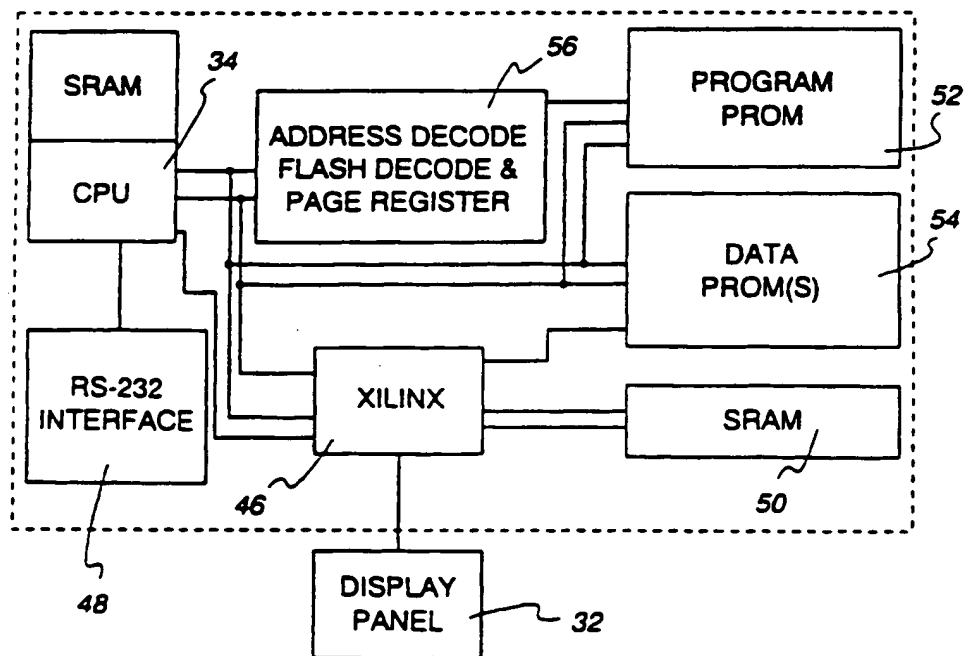 SRAM
34
CPU
56
ADDRESS DECODE
FLASH DECODE &
PAGE REGISTER
PROGRAM
PROM
52
DATA
PROM(S)
54
RS-232
INTERFACE
48
XILINX
46
SRAM
50
DISPLAY
PANEL
32